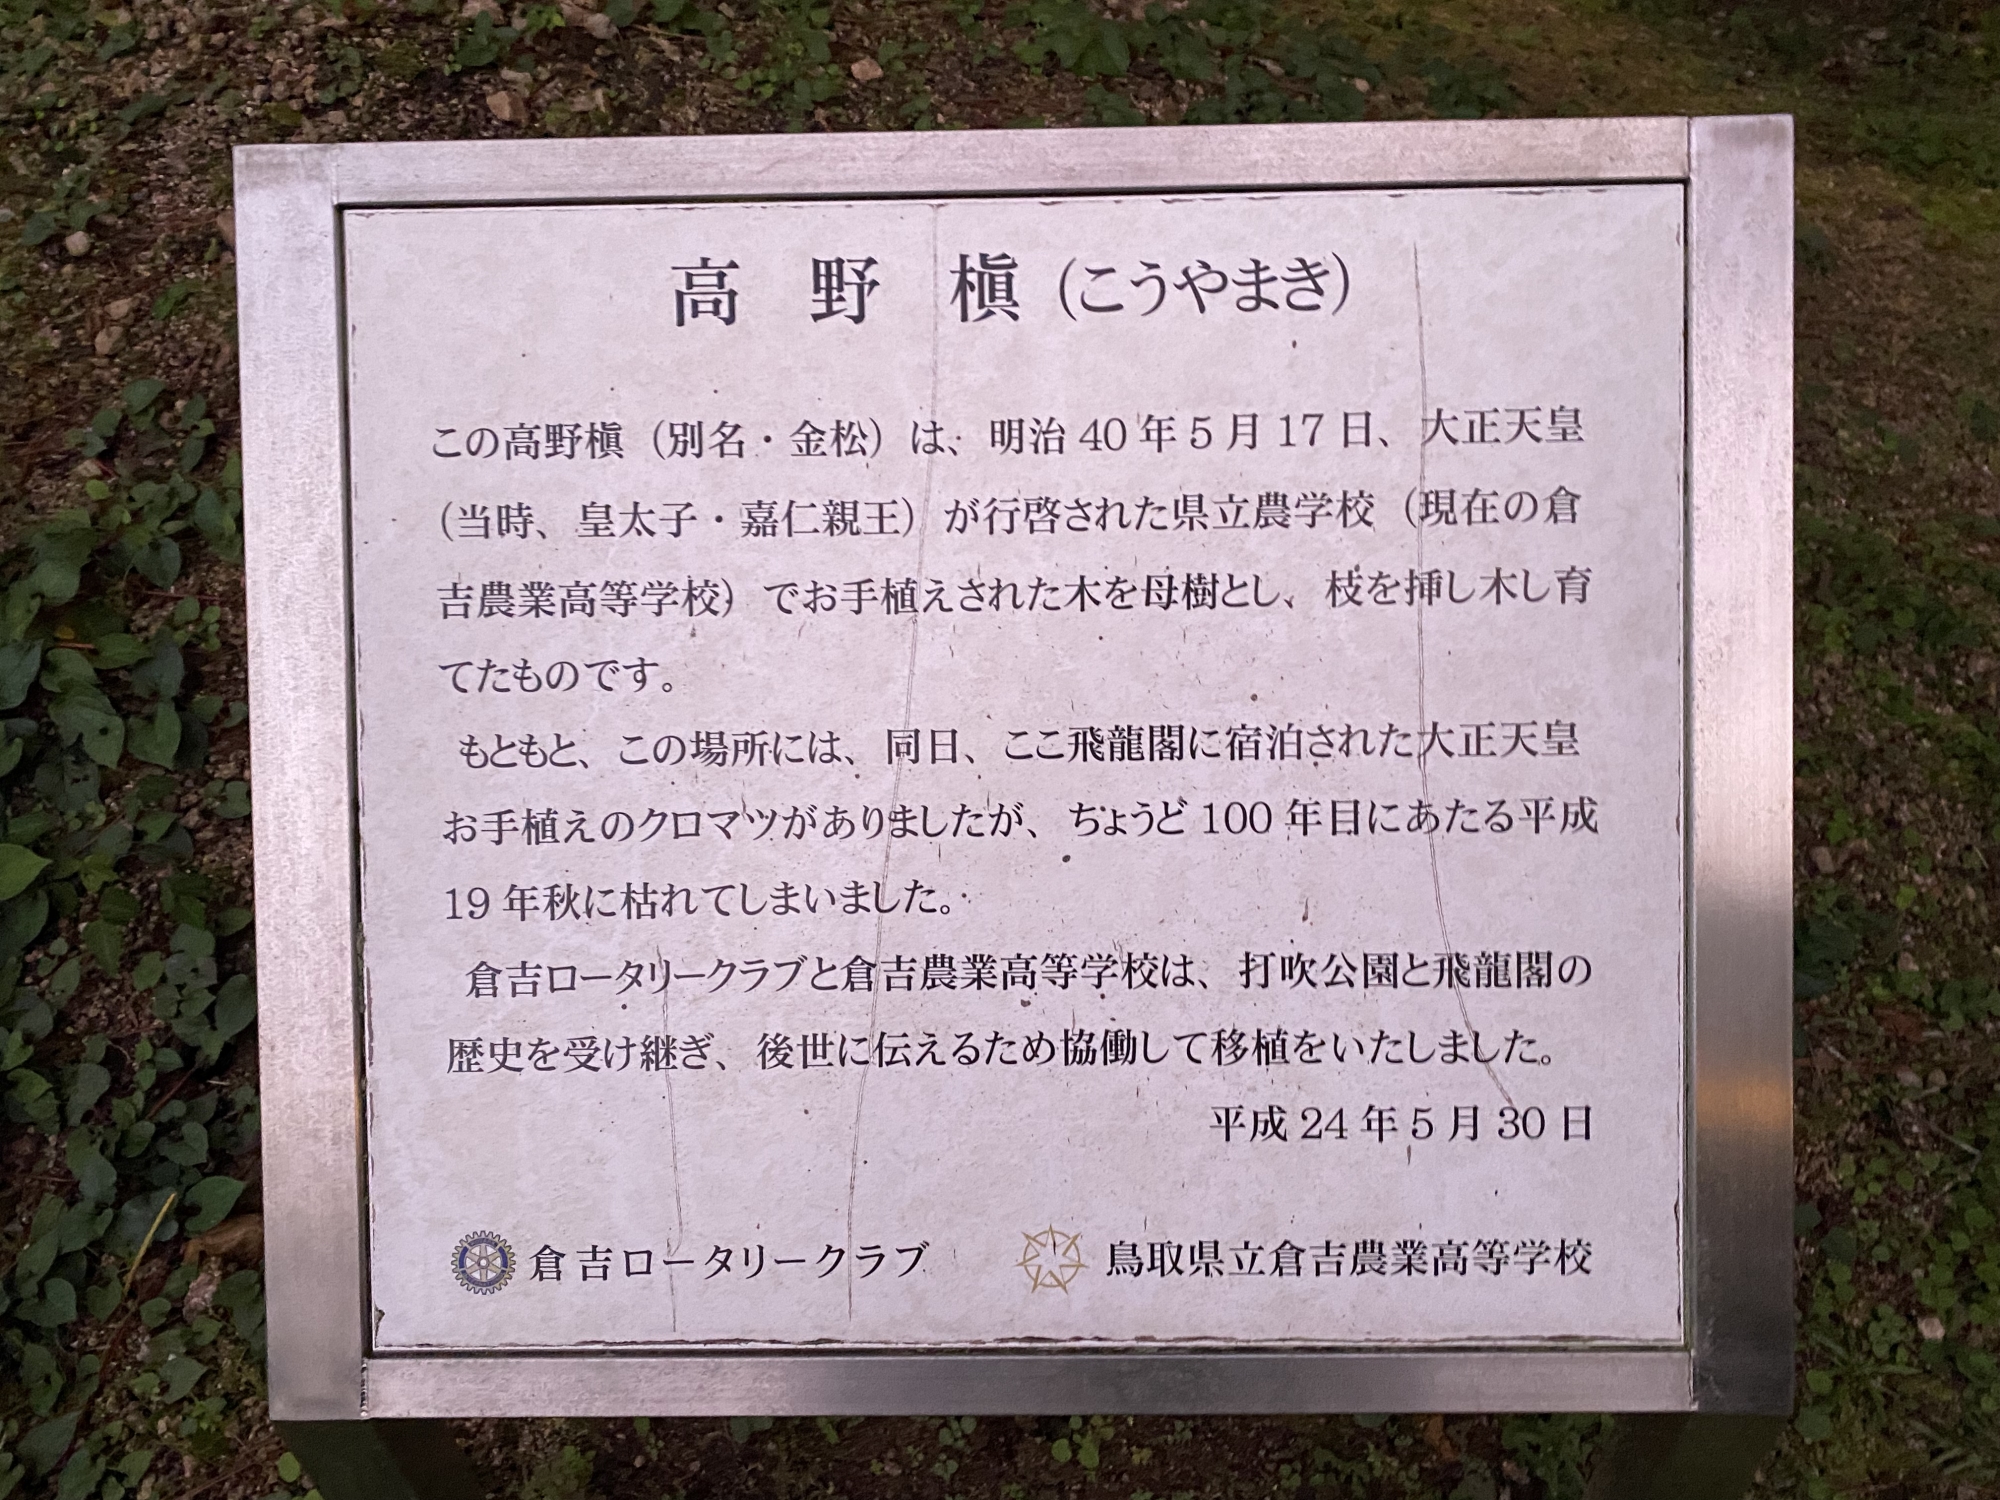 高野槇(こうやまき)
この高野槇（別名・金松）は、明治40年5月17日、大正天皇
（当時、皇太子・嘉仁親王）が行啓された県立農学校（現在の倉
吉農業高等学校）でお手植えされた木を母樹とし、枝を挿し木し育
てたものです。
もともと、この場所には、同日、ここ飛龍閣に宿泊された大正天皇
お手植えのクロマツがありましたが、ちょうど100年目にあたる平成
19年秋に枯れてしまいました。
倉吉ロータリークラブと倉吉農業高等学校は、打吹公園と飛龍閣の
歴史を受け継ぎ、後世に伝えるため協働して移植をいたしました。
平成24年5月30日
倉吉ロータリークラブ 鳥取県立倉吉農業高等学校